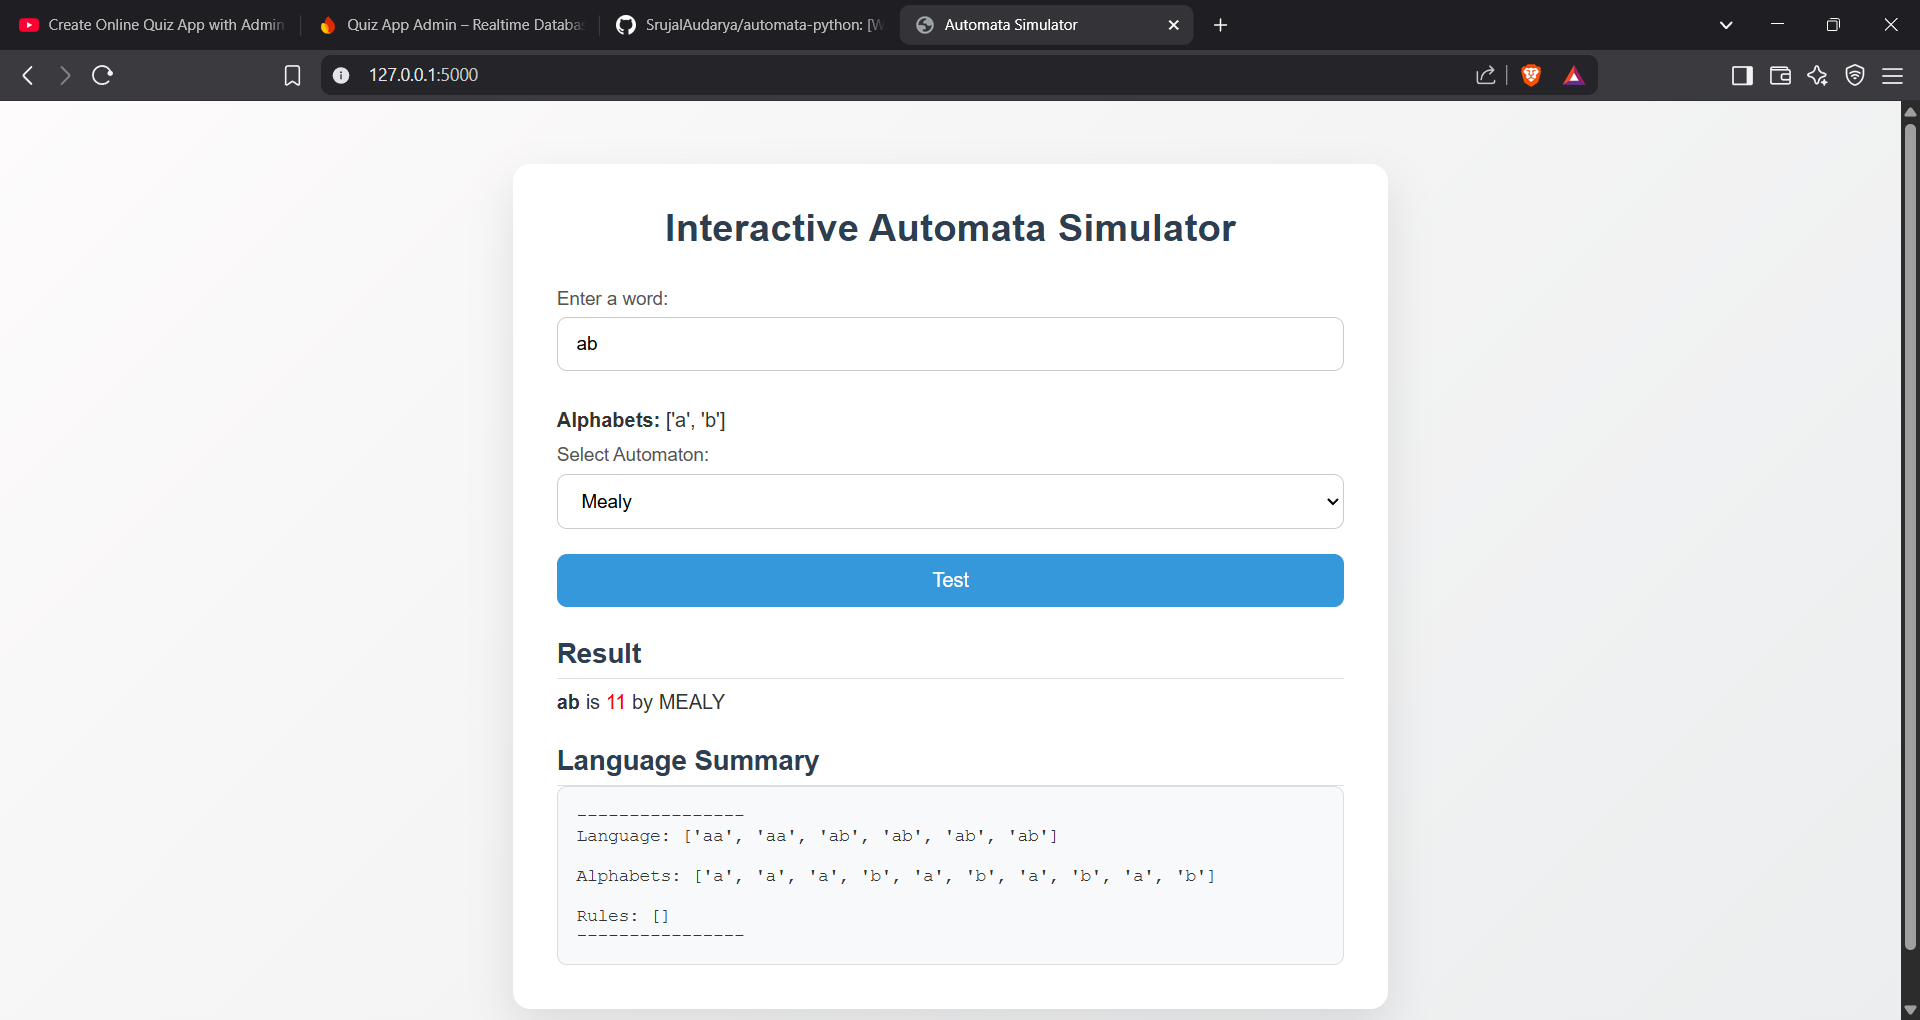 Create Online Quiz App with Admin
Quiz App Admin – Realtime Databas
SrujalAudarya/automata-python: [W
Automata Simulator
127.0.0.1:5000
Interactive Automata Simulator
Enter a word:
ab
Alphabets: ['a', 'b']
Select Automaton:
Mealy
Test
Result
ab is 11 by MEALY
Language Summary
----------------
Language: ['aa', 'aa', 'ab', 'ab', 'ab', 'ab']
Alphabets: ['a', 'a', 'a', 'b', 'a', 'b', 'a', 'b', 'a', 'b']
Rules: []
----------------